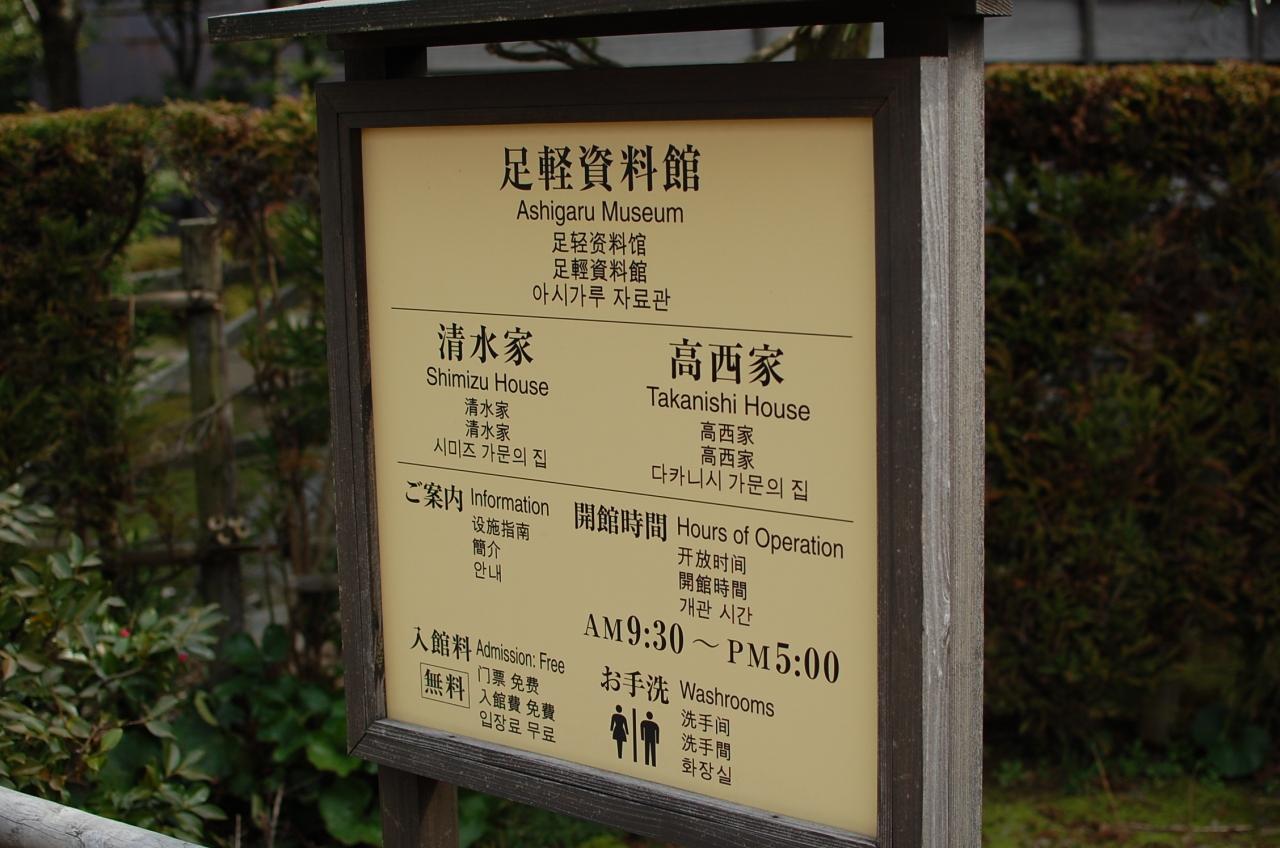 足軽資料館
Ashigaru Museum
足轻资料馆
足輕資料館
아시가루 자료관
清水家
Shimizu House
清水家
清水家
시미즈 가문의 집
高西家
Takanishi House
高西家
高西家
다카니시 가문의 집
ご案内 Information
设施指南
簡介
안내
開館時間 Hours of Operation
开放时间
開館時間
개관 시간
AM9:30～PM5:00
入館料 Admission: Free
無料 门票 免费
入館費 免費
입장료 무료
お手洗 Washrooms
洗手间
洗手間
화장실